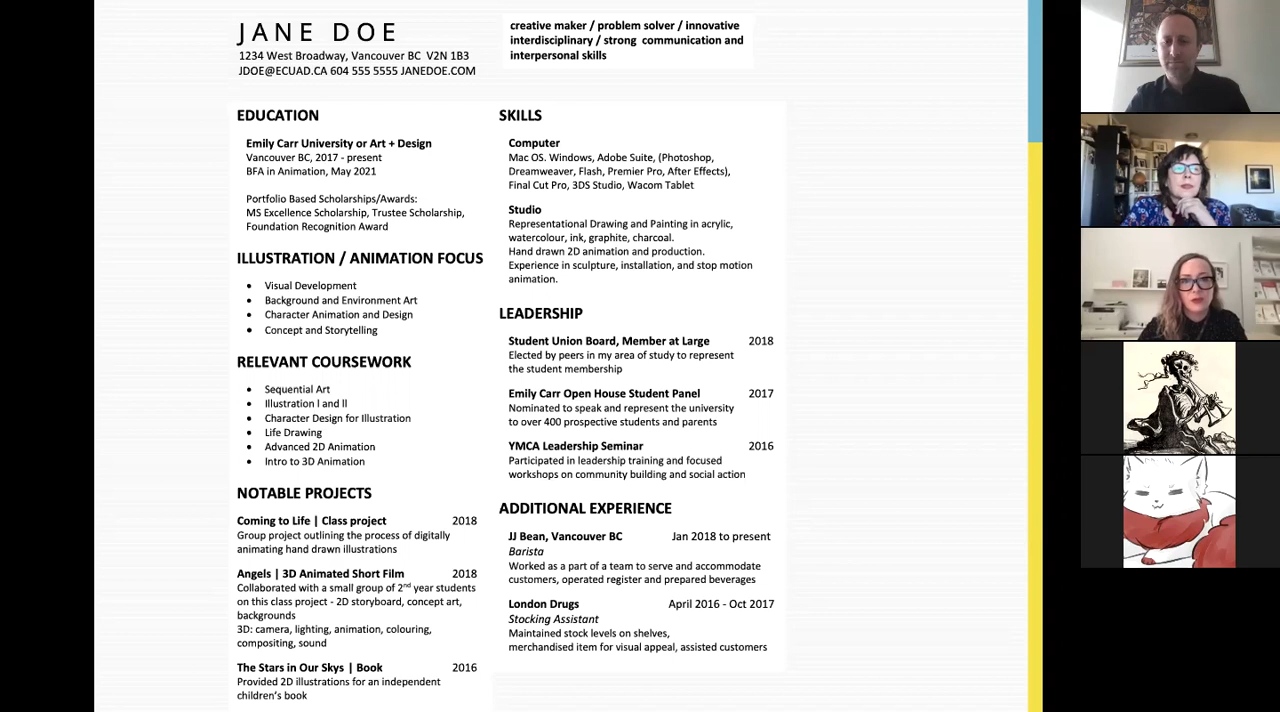 JANE DOE
1234 West Broadway, Vancouver BC V2N 1B3
JDOE@ECUAD.CA 604 555 5555 JANEDOE.COM
creative maker / problem solver / innovative
interdisciplinary / strong communication and
interpersonal skills
EDUCATION
Emily Carr University or Art + Design
Vancouver BC, 2017 - present
BFA in Animation, May 2021
Portfolio Based Scholarships/Awards:
MS Excellence Scholarship, Trustee Scholarship,
Foundation Recognition Award
ILLUSTRATION / ANIMATION FOCUS
• Visual Development
• Background and Environment Art
• Character Animation and Design
• Concept and Storytelling
RELEVANT COURSEWORK
• Sequential Art
• Illustration l and ll
• Character Design for Illustration
• Life Drawing
• Advanced 2D Animation
• Intro to 3D Animation
NOTABLE PROJECTS
Coming to Life | Class project 2018
Group project outlining the process of digitally
animating hand drawn illustrations
Angels | 3D Animated Short Film 2018
Collaborated with a small group of 2nd year students
on this class project - 2D storyboard, concept art,
backgrounds
3D: camera, lighting, animation, colouring,
compositing, sound
The Stars in Our Skys | Book 2016
Provided 2D illustrations for an independent
children's book
SKILLS
Computer
Mac OS. Windows, Adobe Suite, (Photoshop,
Dreamweaver, Flash, Premier Pro, After Effects),
Final Cut Pro, 3DS Studio, Wacom Tablet
Studio
Representational Drawing and Painting in acrylic,
watercolour, ink, graphite, charcoal.
Hand drawn 2D animation and production.
Experience in sculpture, installation, and stop motion
animation.
LEADERSHIP
Student Union Board, Member at Large 2018
Elected by peers in my area of study to represent
the student membership
Emily Carr Open House Student Panel 2017
Nominated to speak and represent the university
to over 400 prospective students and parents
YMCA Leadership Seminar 2016
Participated in leadership training and focused
workshops on community building and social action
ADDITIONAL EXPERIENCE
JJ Bean, Vancouver BC Jan 2018 to present
Barista
Worked as a part of a team to serve and accommodate
customers, operated register and prepared beverages
London Drugs April 2016 - Oct 2017
Stocking Assistant
Maintained stock levels on shelves,
merchandised item for visual appeal, assisted customers